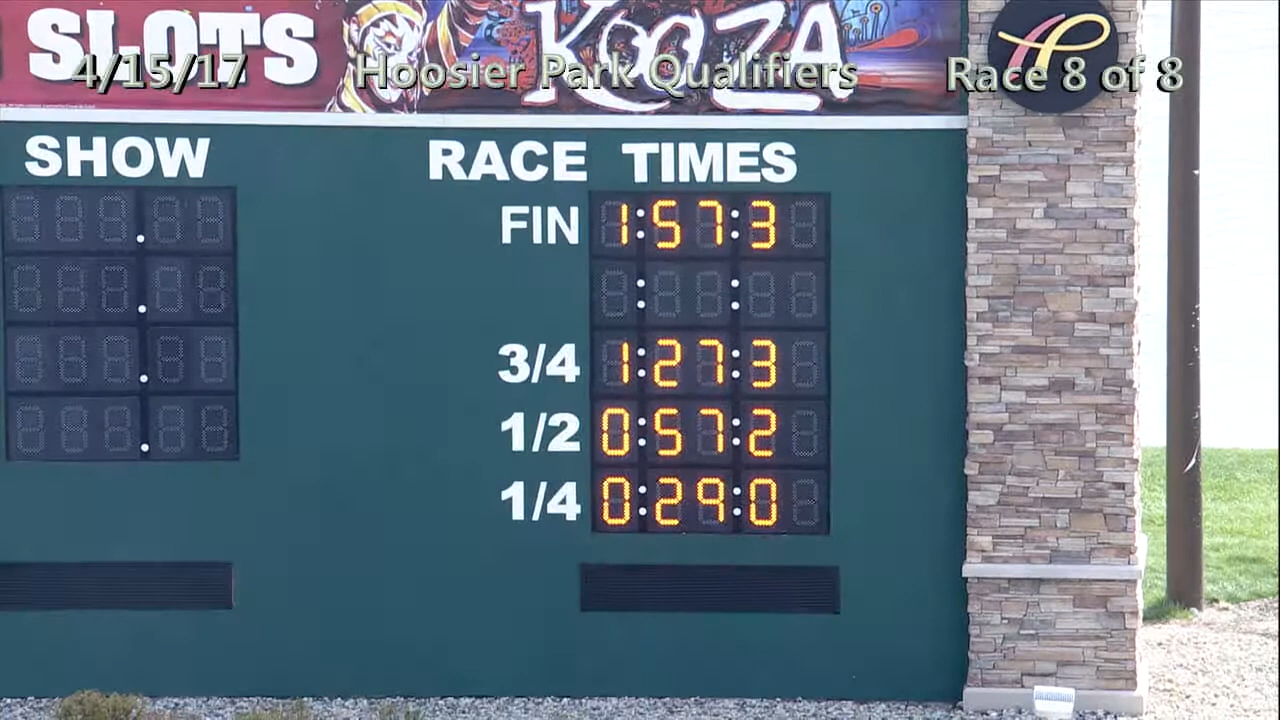 SLOTS
KOOZA
4/15/17 Hoosier Park Qualifiers Race 8 of 8
SHOW
RACE TIMES
FIN 1:57:3
3/4 1:27:3
1/2 0:57:2
1/4 0:29:0